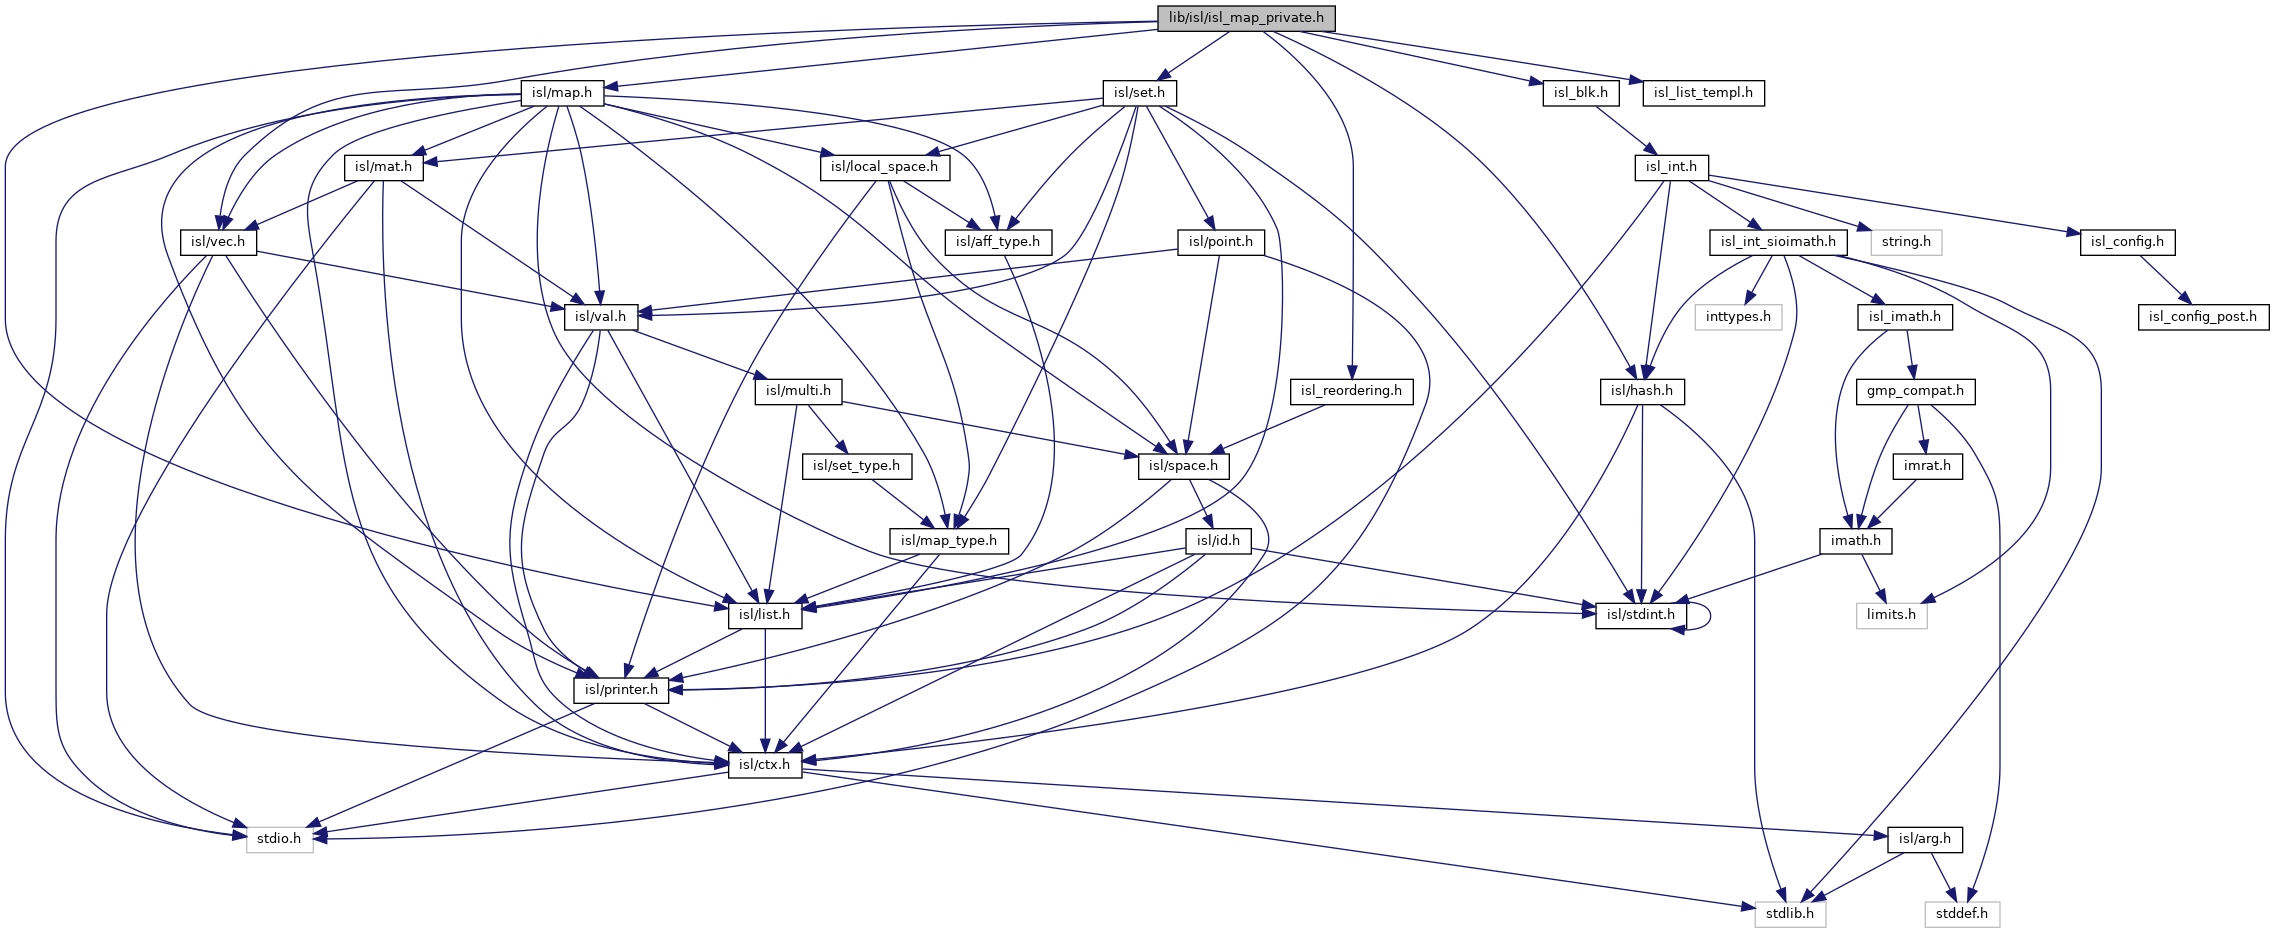 lib/isl/isl_map_private.h
isl/map.h
isl/set.h
isl_blk.h
isl_list_templ.h
isl/mat.h
isl/local_space.h
isl_int.h
isl/vec.h
isl/aff_type.h
isl/point.h
isl_int_sioimath.h
string.h
isl_config.h
isl/val.h
inttypes.h
isl_imath.h
isl_config_post.h
isl/multi.h
isl_reordering.h
isl/hash.h
gmp_compat.h
isl/set_type.h
isl/space.h
imrat.h
isl/map_type.h
isl/id.h
imath.h
isl/list.h
isl/stdint.h
limits.h
isl/printer.h
isl/ctx.h
stdio.h
isl/arg.h
stdlib.h
stddef.h